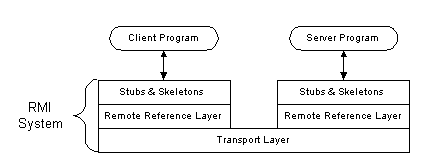 Client Program
Server Program
Stubs & Skeletons
Stubs & Skeletons
RMI
System
Remote Reference Layer
Remote Reference Layer
Transport Layer